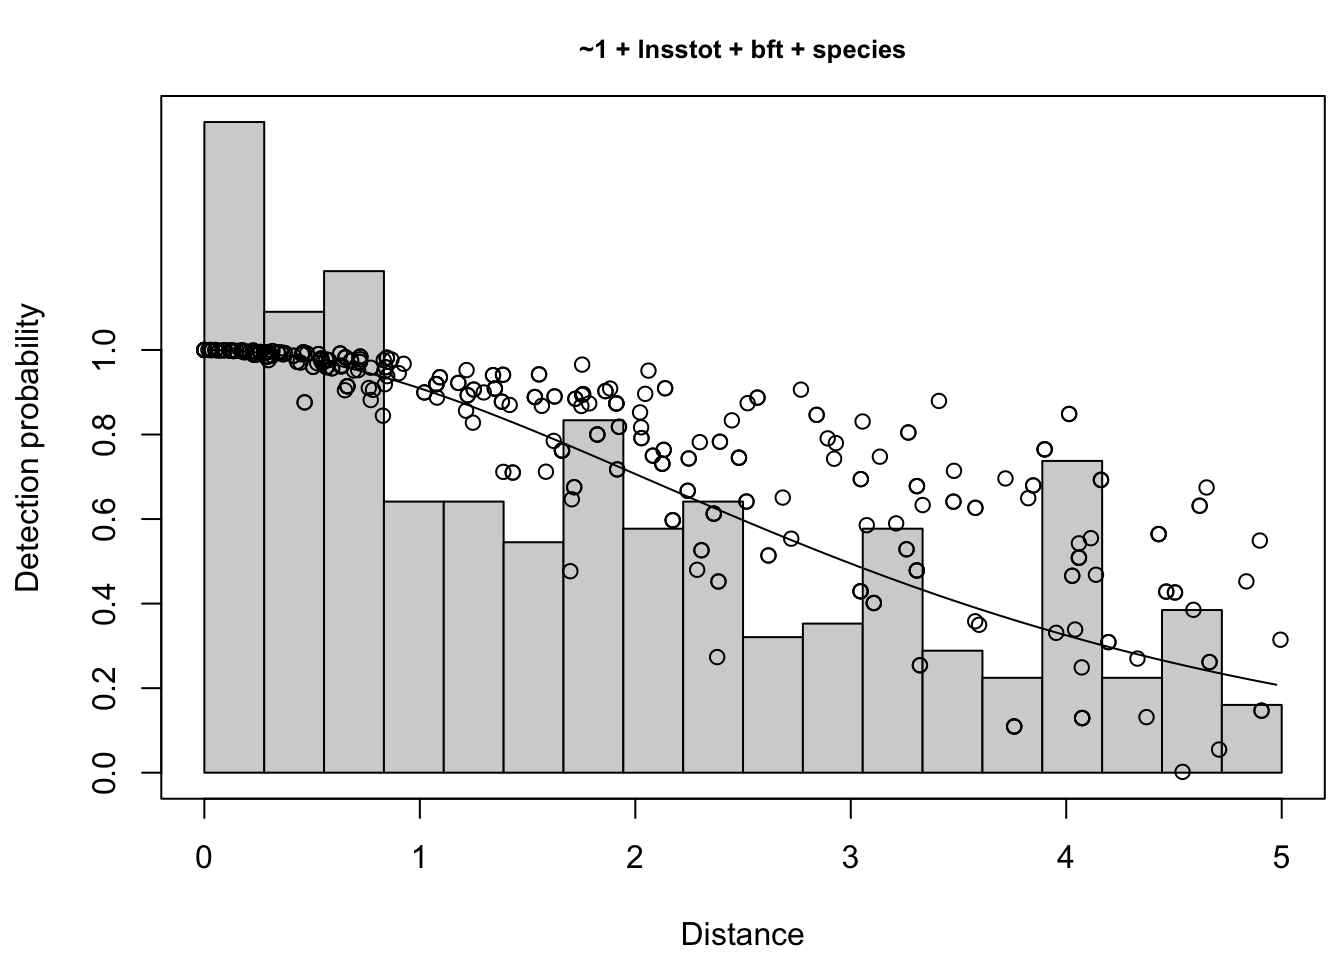 ~1 + lnsstot + bft + species
Detection probability
1.0
0.8
0.6
0.4
0.2
0.0
0 1 2 3 4 5
Distance